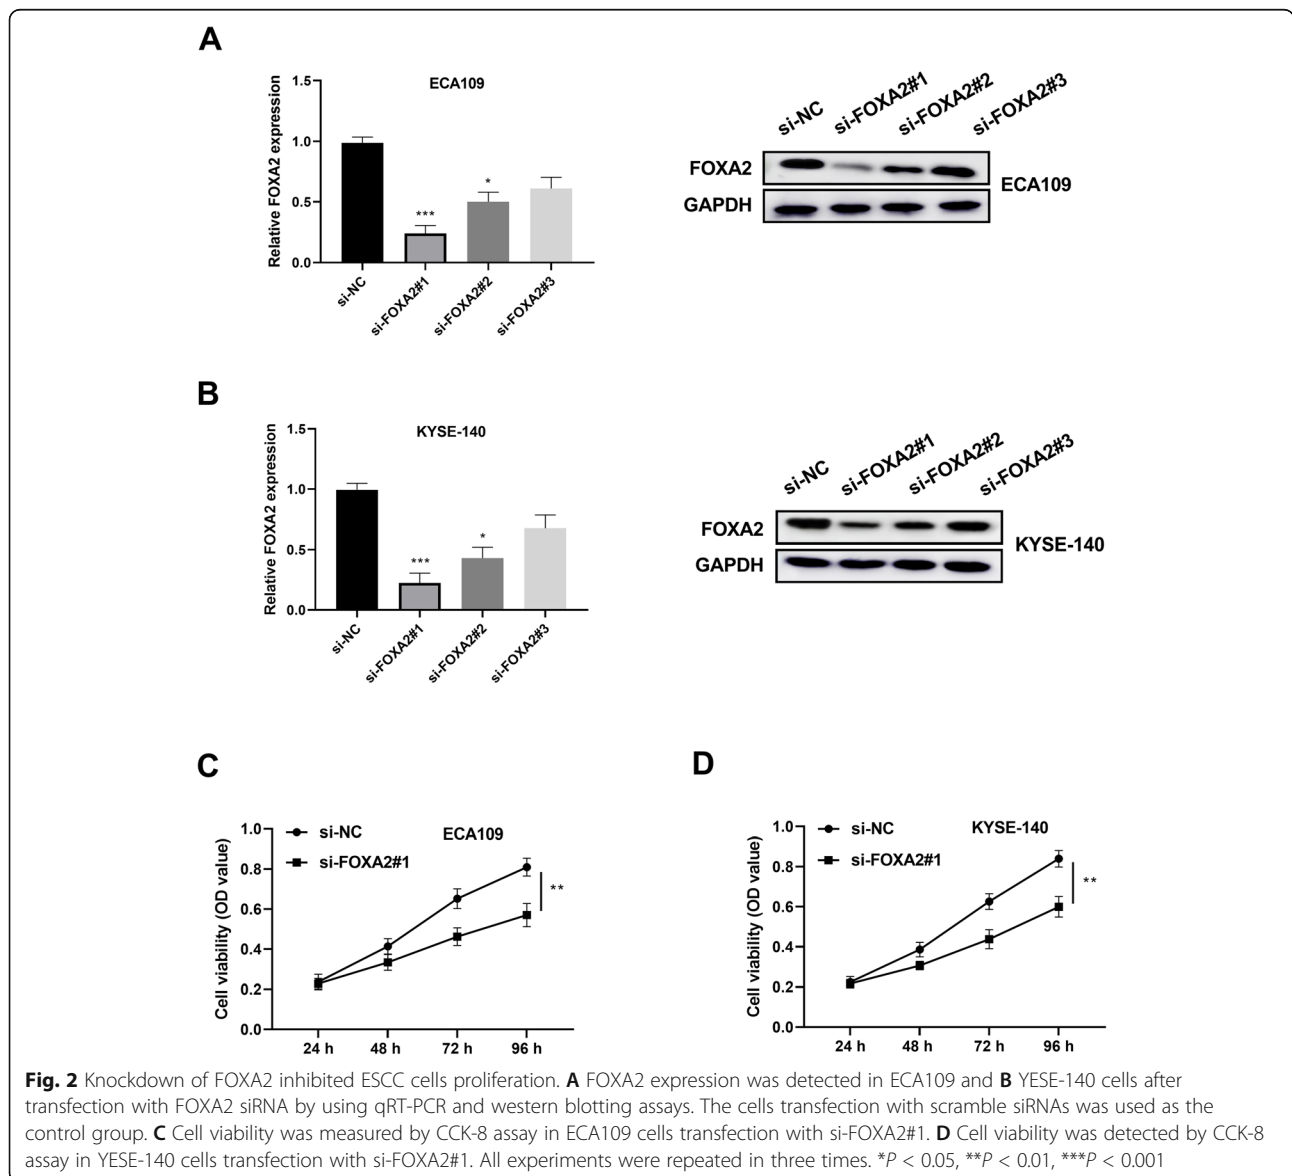 A
ECA109
Relative FOXA2 expression
1.5
1.0
0.5
0.0
***
*
si-NC
si-FOXA2#1
si-FOXA2#2
si-FOXA2#3
si-NC
si-FOXA2#1
si-FOXA2#2
si-FOXA2#3
FOXA2
GAPDH
ECA109
B
KYSE-140
Relative FOXA2 expression
1.5
1.0
0.5
0.0
***
*
si-NC
si-FOXA2#1
si-FOXA2#2
si-FOXA2#3
si-NC
si-FOXA2#1
si-FOXA2#2
si-FOXA2#3
FOXA2
GAPDH
KYSE-140
C
ECA109
si-NC
si-FOXA2#1
Cell viability (OD value)
1.0
0.8
0.6
0.4
0.2
0.0
**
24 h 48 h 72 h 96 h
D
KYSE-140
si-NC
si-FOXA2#1
Cell viability (OD value)
1.0
0.8
0.6
0.4
0.2
0.0
**
24 h 48 h 72 h 96 h
Fig. 2 Knockdown of FOXA2 inhibited ESCC cells proliferation. A FOXA2 expression was detected in ECA109 and B YESE-140 cells after
transfection with FOXA2 siRNA by using qRT-PCR and western blotting assays. The cells transfection with scramble siRNAs was used as the
control group. C Cell viability was measured by CCK-8 assay in ECA109 cells transfection with si-FOXA2#1. D Cell viability was detected by CCK-8
assay in YESE-140 cells transfection with si-FOXA2#1. All experiments were repeated in three times. *P < 0.05, **P < 0.01, ***P < 0.001